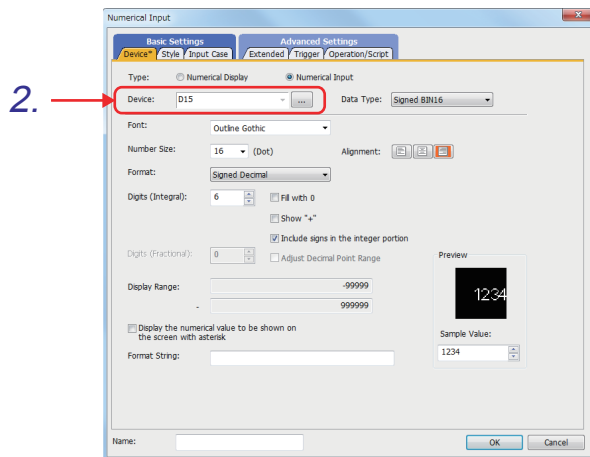 Numerical Input
Basic Settings Advanced Settings
Device* Style Input Case Extended Trigger Operation/Script
Type: Numerical Display Numerical Input
2. Device: D15 ... Data Type: Signed BIN16
Font: Outline Gothic
Number Size: 16 (Dot) Alignment:
Format: Signed Decimal
Digits (Integral): 6 Fill with 0
Show "+"
Include signs in the integer portion
Digits (Fractional): 0 Adjust Decimal Point Range
Preview
Display Range: -99999
1234
- 999999
Display the numerical value to be shown on
the screen with asterisk
Sample Value:
Format String: 1234
Name: OK Cancel